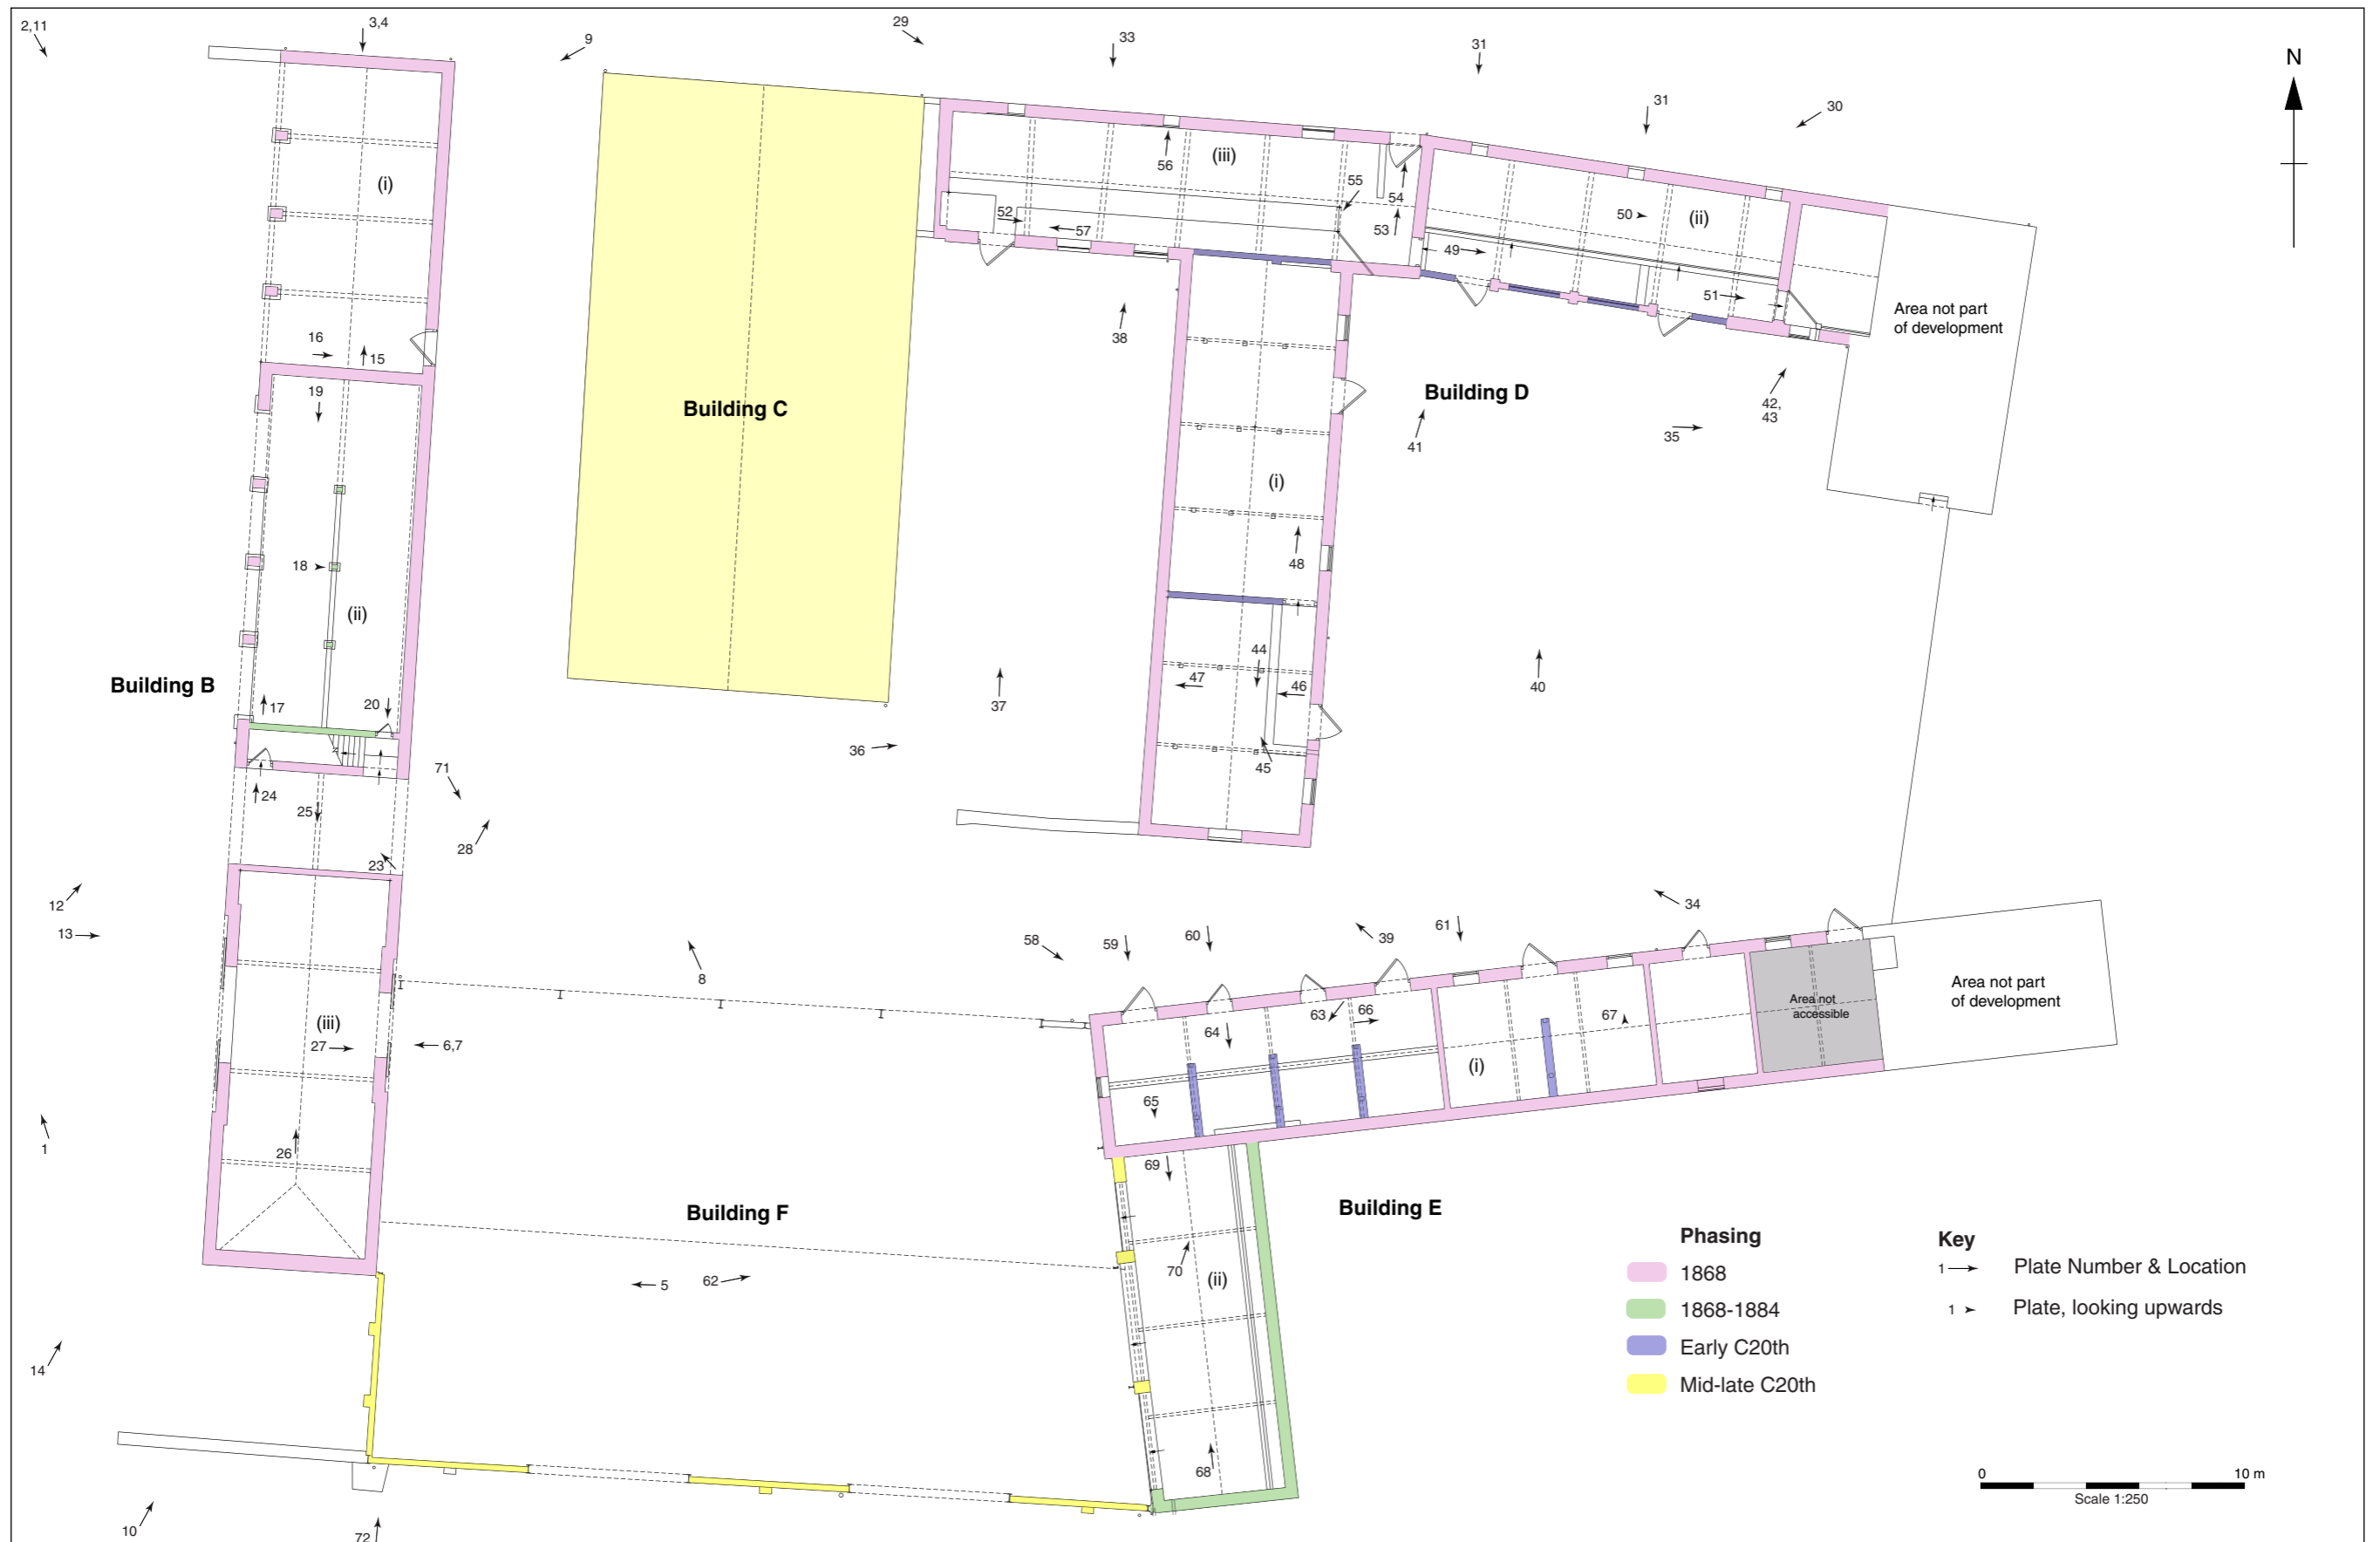 2,11
3,4
9
29
33
31
31
30
N
(i)
56
(iii)
55
54
52
57
53
50
(ii)
49
51
Area not part
of development
16
15
19
38
Building C
Building D
42,
43
41
35
(i)
48
18
(ii)
44
47
46
40
Building B
17
20
37
36
45
71
24
25
28
23
12
13
34
58
59
60
39
61
8
(iii)
27
6,7
63
66
64
67
(i)
Area not
accessible
Area not part
of development
65
1
26
69
Building F
Building E
70
(ii)
5
62
14
68
10
72
Phasing
1868
1868-1884
Early C20th
Mid-late C20th
Key
1 Plate Number & Location
1 Plate, looking upwards
0 10 m
Scale 1:250